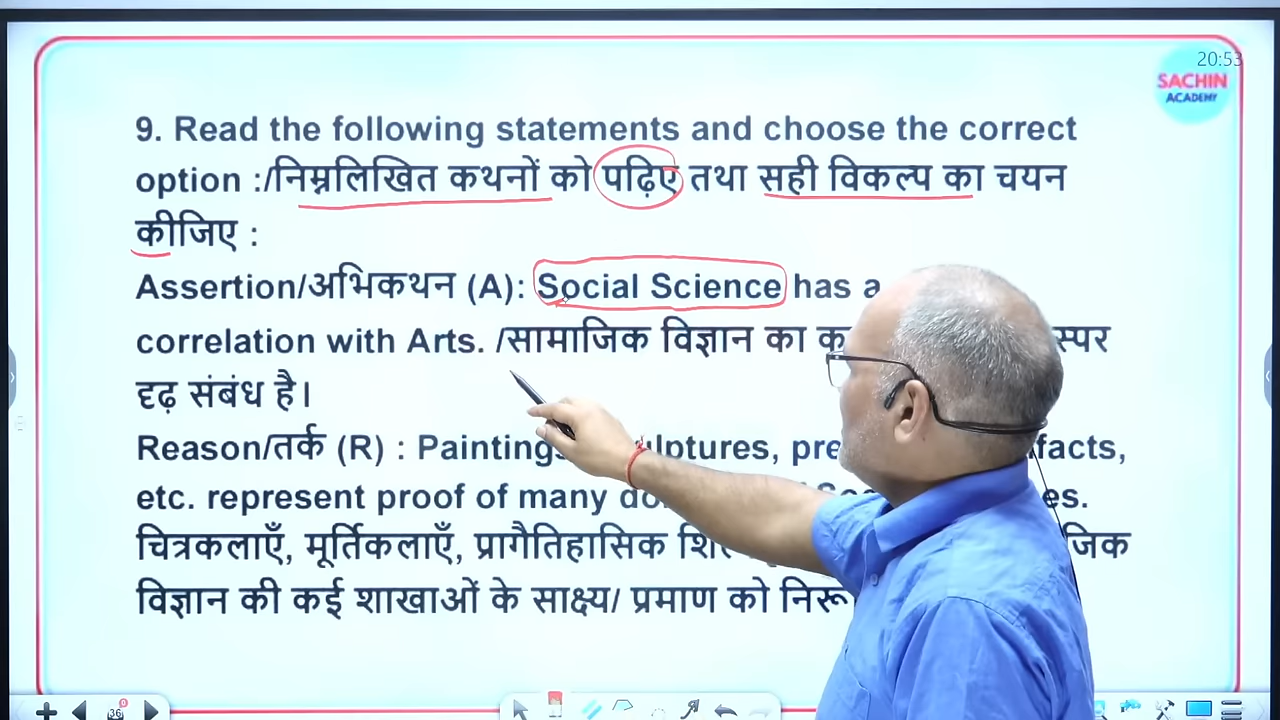 20:53
SACHIN
ACADEMY
9. Read the following statements and choose the correct
option :/निम्नलिखित कथनों को पढ़िए तथा सही विकल्प का चयन
कीजिए :
Assertion/अभिकथन (A): Social Science has a
correlation with Arts. /सामाजिक विज्ञान का
दृढ़ संबंध है।
Reason/तर्क (R) : Paintings,
etc. represent proof of many
चित्रकलाएँ, मूर्तिकलाएँ, प्रागैतिहासिक
विज्ञान की कई शाखाओं के साक्ष्य/ प्रमाण को
36